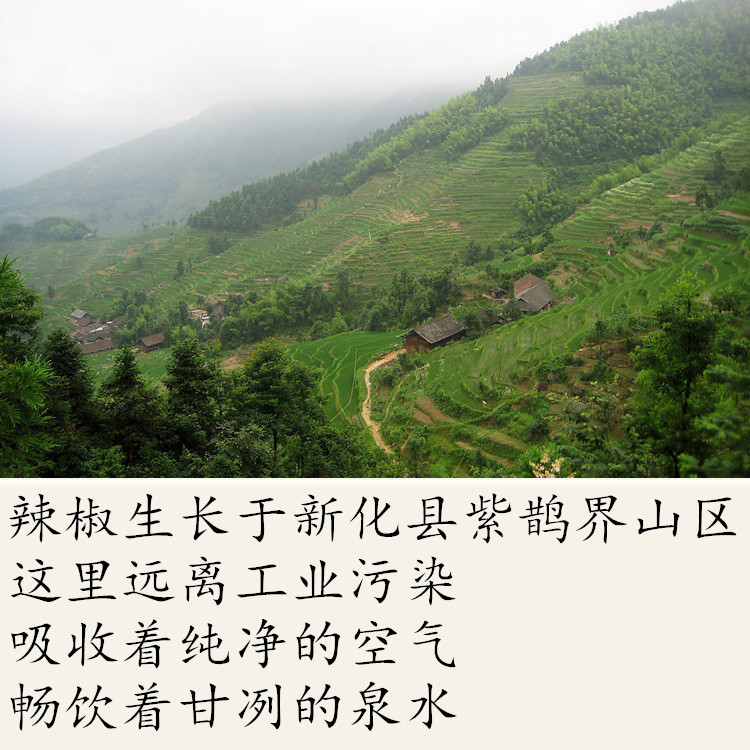 辣椒生长于新化县紫鹊界山区
这里远离工业污染
吸收着纯净的空气
畅饮着甘冽的泉水